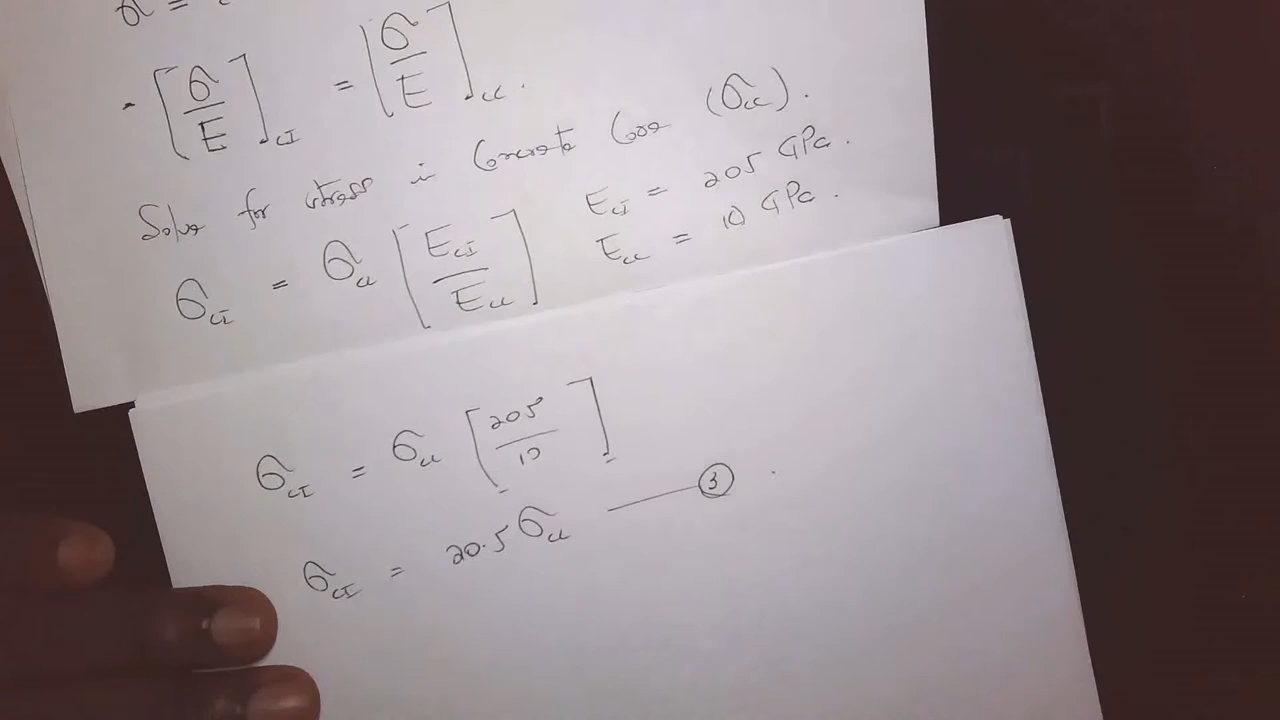 - [σ/E]CI = [σ/E]CC .
Solve for stress in Concrete Core (σCC).
σCI = σCC [ECI/ECC] ECI = 205 GPa.
ECC = 10 GPa.
σCI = σCC [205/10]
σCI = 20.5 σCC — ③